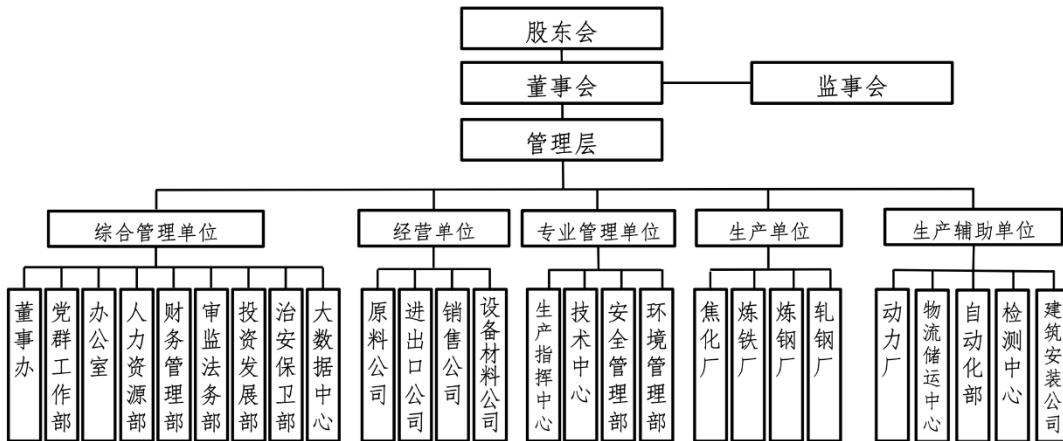 股东会
董事会
监事会
管理层
综合管理单位
经营单位
专业管理单位
生产单位
生产辅助单位
董事办
党群工作部
办公室
人力资源部
财务管理部
审监法务部
投资发展部
治安保卫部
大数据中心
原料公司
进出口公司
销售公司
设备材料公司
生产指挥中心
技术中心
安全管理部
环境管理部
焦化厂
炼铁厂
炼钢厂
轧钢厂
动力厂
物流储运中心
自动化部
检测中心
建筑安装公司